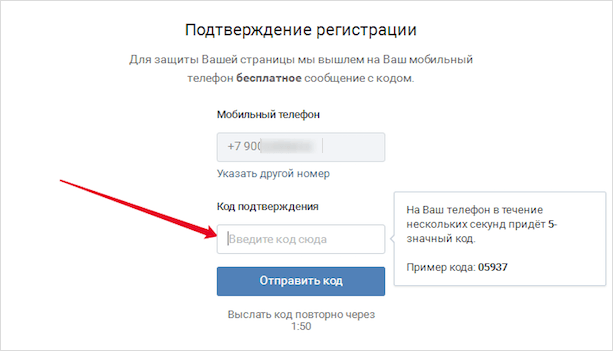 Подтверждение регистрации
Для защиты Вашей страницы мы вышлем на Ваш мобильный
телефон бесплатное сообщение с кодом.
Мобильный телефон
+7 900
Указать другой номер
Код подтверждения
Введите код сюда
На Ваш телефон в течение
нескольких секунд придёт 5-
значный код.
Пример кода: 05937
Отправить код
Выслать код повторно через
1:50